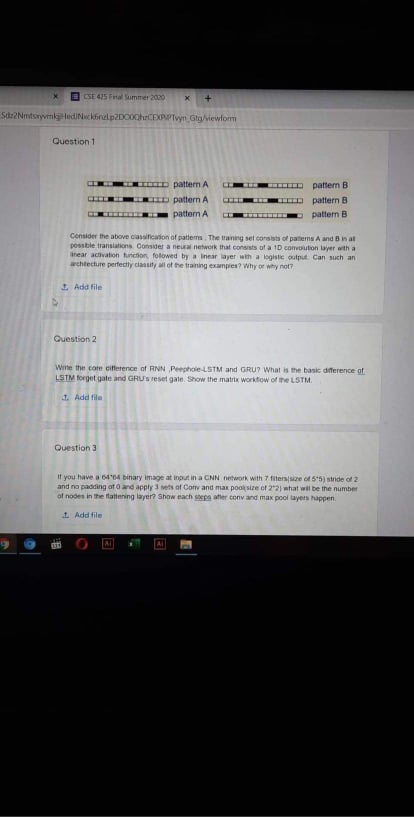 CSE 425 Final Summer 2020
Question 1
pattern A pattern B
pattern A pattern B
pattern A pattern B
Consider the above classification of patterns. The training set consists of patterns A and B in all
possible translations. Consider a neural network that consists of a 1D convolution layer with a
linear activation function, followed by a linear layer with a logistic output. Can such an
architecture perfectly classify all of the training examples? Why or why not?
Add file
Question 2
Write the core difference of RNN ,Peephole-LSTM and GRU? What is the basic difference of
LSTM forget gate and GRU's reset gate. Show the matrix workflow of the LSTM.
Add file
Question 3
If you have a 64*64 binary image at input in a CNN network with 7 filters(size of 5*5) stride of 2
and no padding of 0 and apply 3 sets of Conv and max pool(size of 2*2) what will be the number
of nodes in the flattening layer? Show each steps after conv and max pool layers happen.
Add file
Ai
Ai